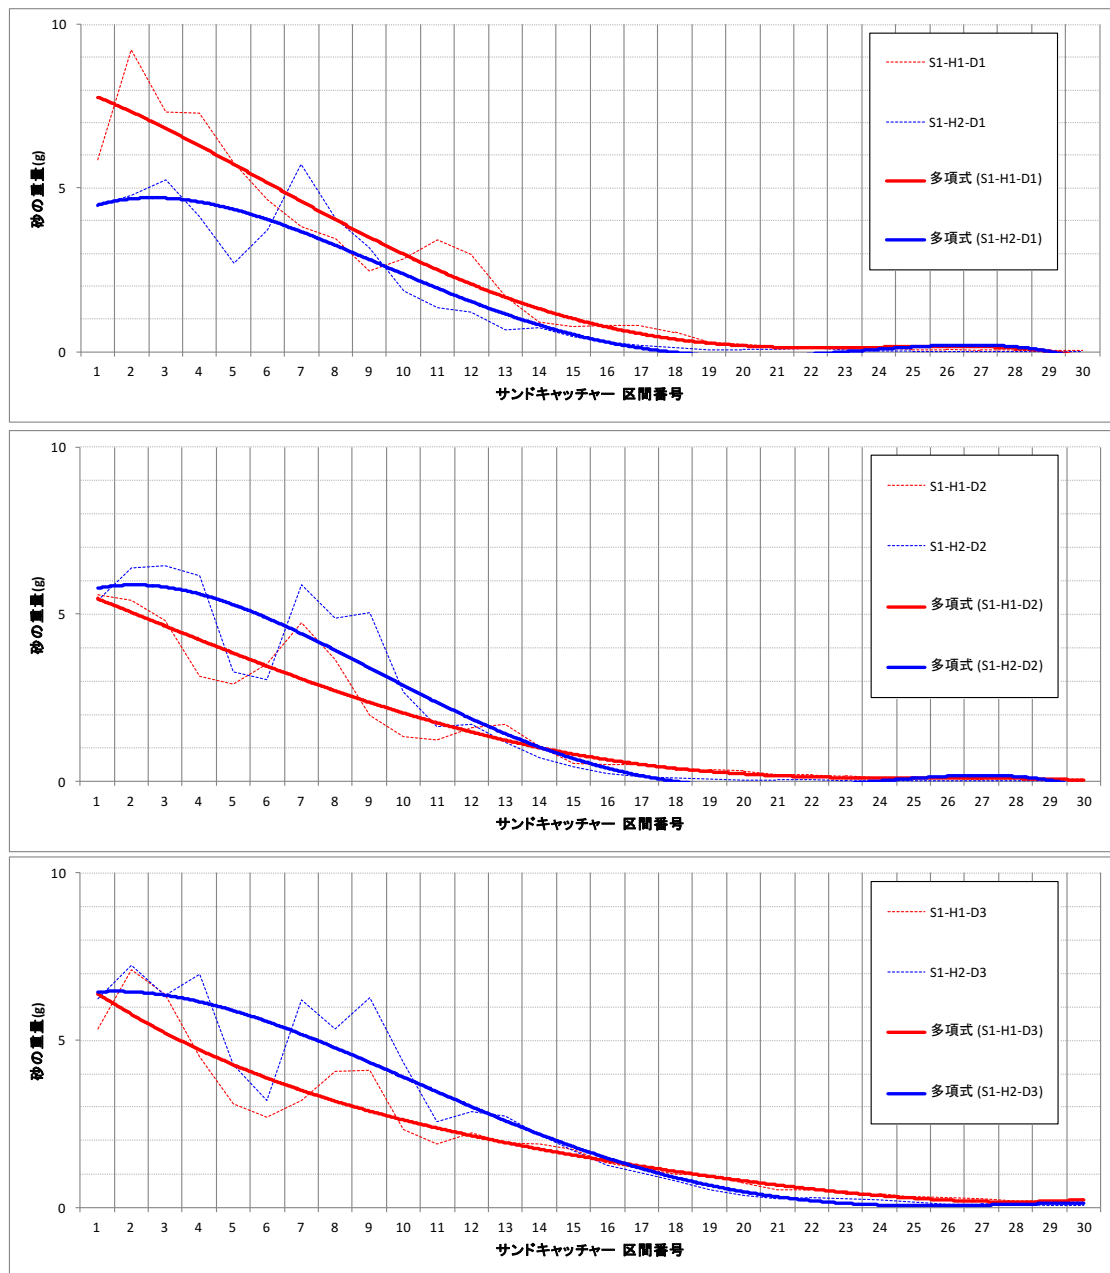 10
5
0
砂の重量(g)
S1-H1-D1
S1-H2-D1
多項式 (S1-H1-D1)
多項式 (S1-H2-D1)
1 2 3 4 5 6 7 8 9 10 11 12 13 14 15 16 17 18 19 20 21 22 23 24 25 26 27 28 29 30
サンドキャッチャー 区間番号
10
5
0
砂の重量(g)
S1-H1-D2
S1-H2-D2
多項式 (S1-H1-D2)
多項式 (S1-H2-D2)
1 2 3 4 5 6 7 8 9 10 11 12 13 14 15 16 17 18 19 20 21 22 23 24 25 26 27 28 29 30
サンドキャッチャー 区間番号
10
5
0
砂の重量(g)
S1-H1-D3
S1-H2-D3
多項式 (S1-H1-D3)
多項式 (S1-H2-D3)
1 2 3 4 5 6 7 8 9 10 11 12 13 14 15 16 17 18 19 20 21 22 23 24 25 26 27 28 29 30
サンドキャッチャー 区間番号